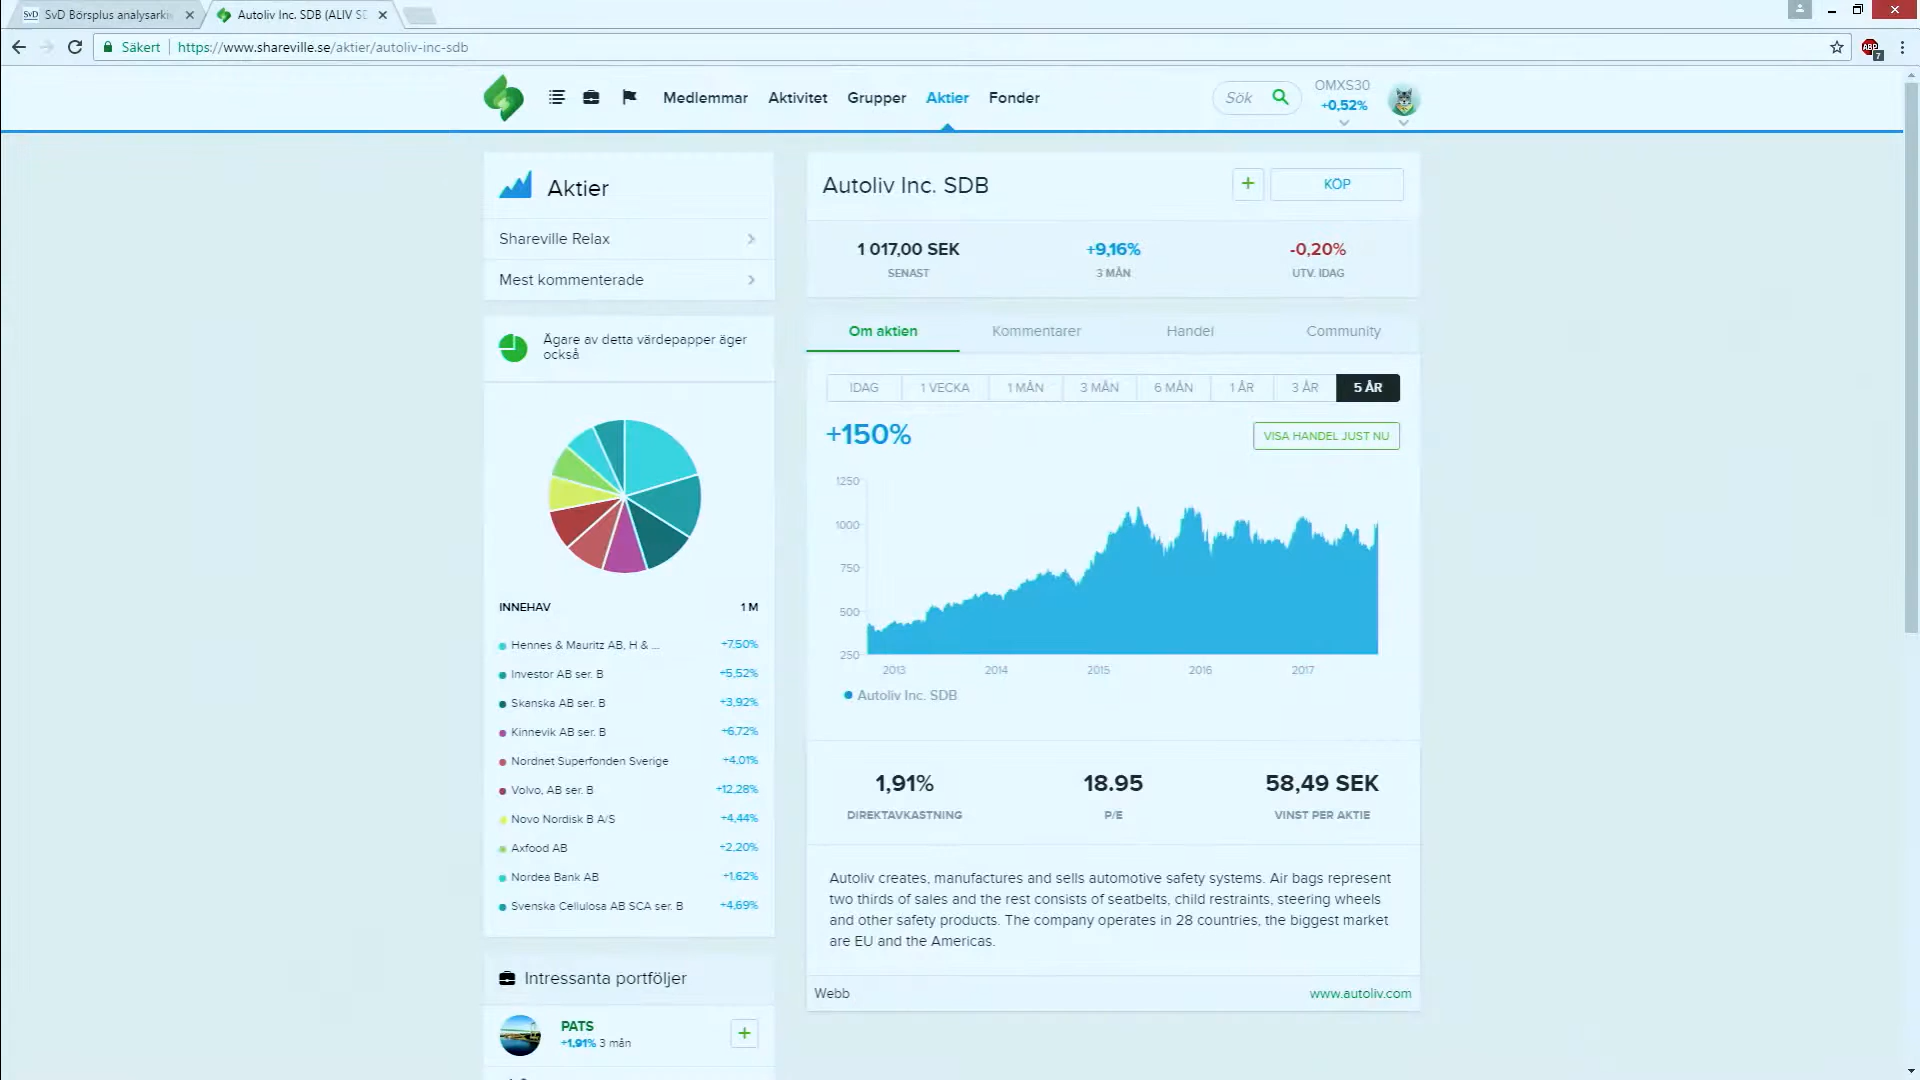 SvD Börsplus analysarki
Autoliv Inc. SDB (ALIV SD
Säkert
https://www.shareville.se/aktier/autoliv-inc-sdb
ABP
7
Medlemmar
Aktivitet
Grupper
Aktier
Fonder
Sök
OMXS30
+0,52%
Aktier
Shareville Relax
Mest kommenterade
Ägare av detta värdepapper äger
också
INNEHAV 1 M
Hennes & Mauritz AB, H & ... +7,50%
Investor AB ser. B +5,52%
Skanska AB ser. B +3,92%
Kinnevik AB ser. B +6,72%
Nordnet Superfonden Sverige +4,01%
Volvo, AB ser. B +12,28%
Novo Nordisk B A/S +4,44%
Axfood AB +2,20%
Nordea Bank AB +1,62%
Svenska Cellulosa AB SCA ser. B +4,69%
Intressanta portföljer
PATS
+1,91% 3 mån
+
Autoliv Inc. SDB
+
KÖP
1 017,00 SEK
SENAST
+9,16%
3 MÅN
-0,20%
UTV. IDAG
Om aktien
Kommentarer
Handel
Community
IDAG
1 VECKA
1 MÅN
3 MÅN
6 MÅN
1 ÅR
3 ÅR
5 ÅR
+150%
VISA HANDEL JUST NU
1250
1000
750
500
250
2013 2014 2015 2016 2017
Autoliv Inc. SDB
1,91%
DIREKTAVKASTNING
18.95
P/E
58,49 SEK
VINST PER AKTIE
Autoliv creates, manufactures and sells automotive safety systems. Air bags represent
two thirds of sales and the rest consists of seatbelts, child restraints, steering wheels
and other safety products. The company operates in 28 countries, the biggest market
are EU and the Americas.
Webb www.autoliv.com